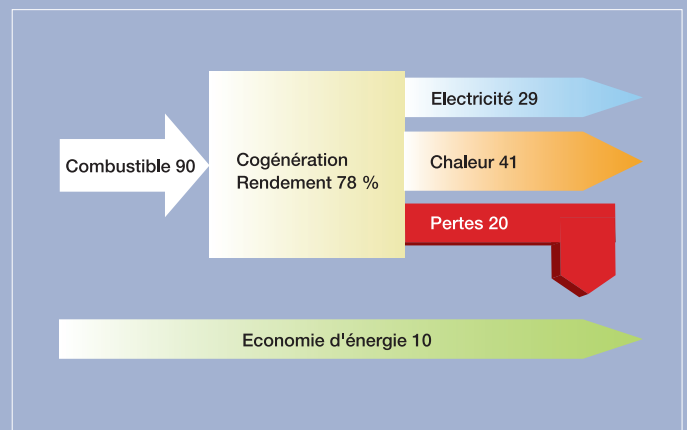 Electricité 29
Combustible 90
Cogénération
Rendement 78 %
Chaleur 41
Pertes 20
Economie d'énergie 10